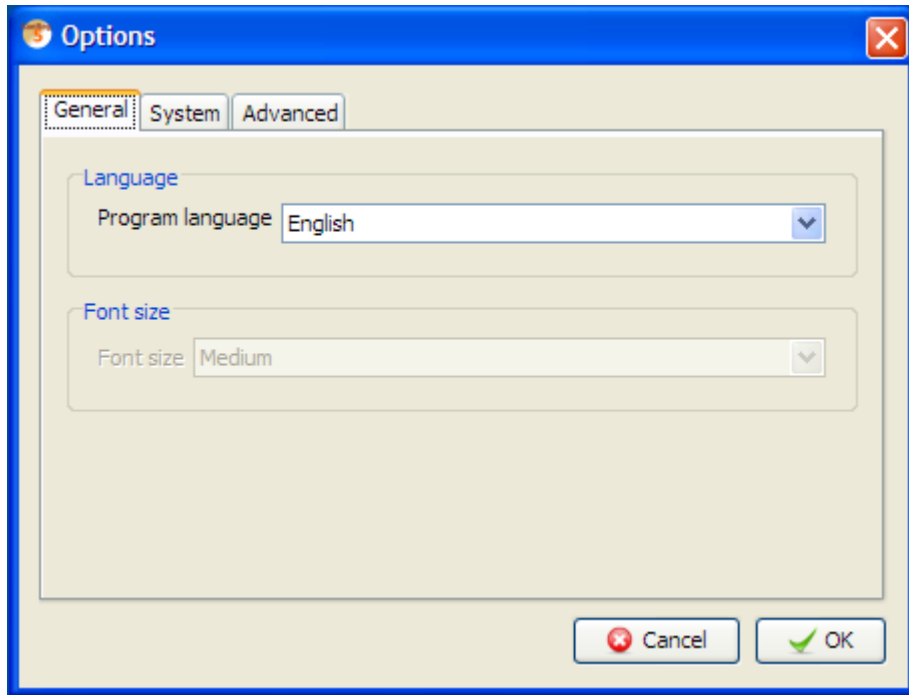 Options
General System Advanced
Language
Program language English
Font size
Font size Medium
Cancel OK